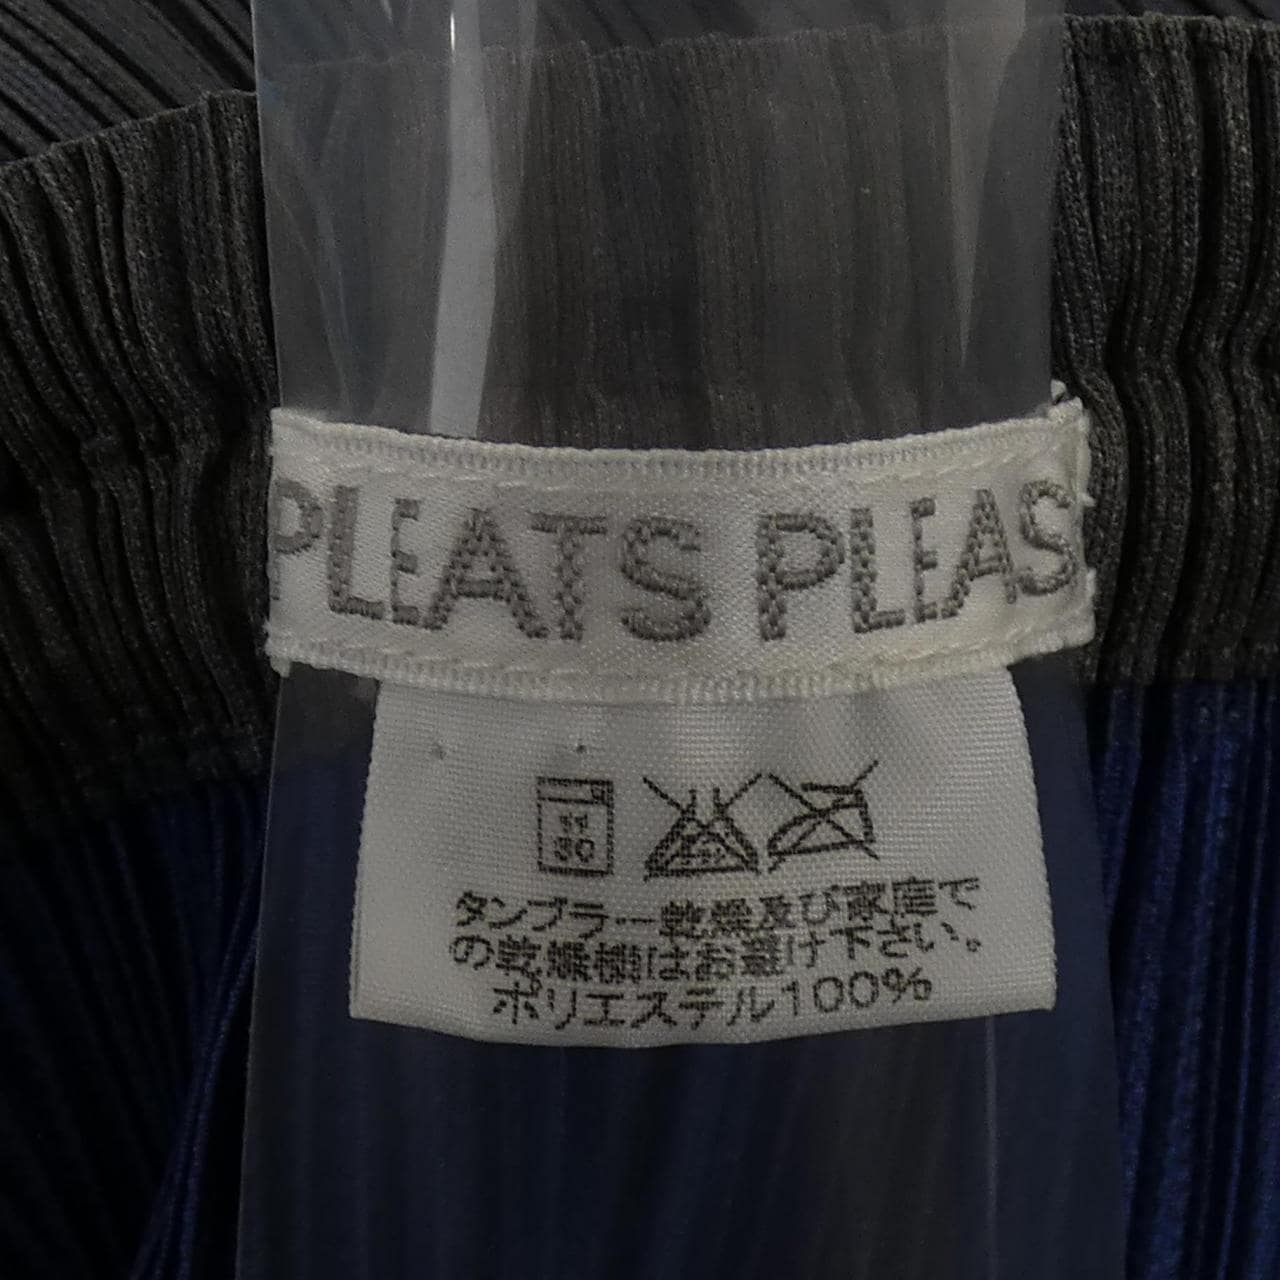 PLEATS PLEAS
30
タンブラー乾燥及び家庭で
の乾燥機はお避け下さい。
ポリエステル100%